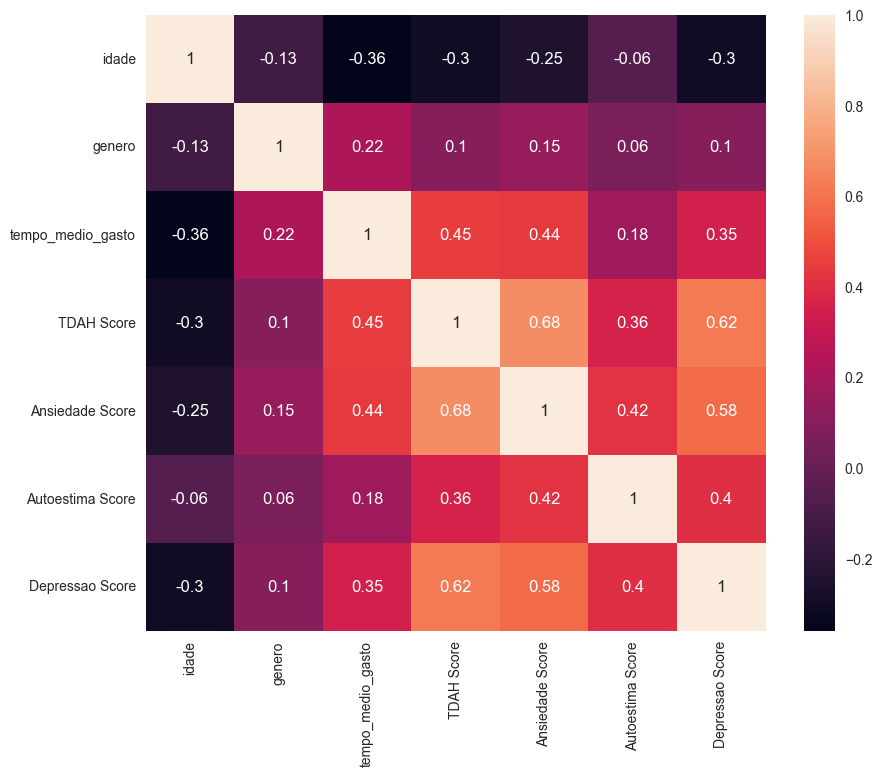 idade 1 -0.13 -0.36 -0.3 -0.25 -0.06 -0.3
genero -0.13 1 0.22 0.1 0.15 0.06 0.1
tempo_medio_gasto -0.36 0.22 1 0.45 0.44 0.18 0.35
TDAH Score -0.3 0.1 0.45 1 0.68 0.36 0.62
Ansiedade Score -0.25 0.15 0.44 0.68 1 0.42 0.58
Autoestima Score -0.06 0.06 0.18 0.36 0.42 1 0.4
Depressao Score -0.3 0.1 0.35 0.62 0.58 0.4 1
idade
genero
tempo_medio_gasto
TDAH Score
Ansiedade Score
Autoestima Score
Depressao Score
1.0
0.8
0.6
0.4
0.2
0.0
−0.2